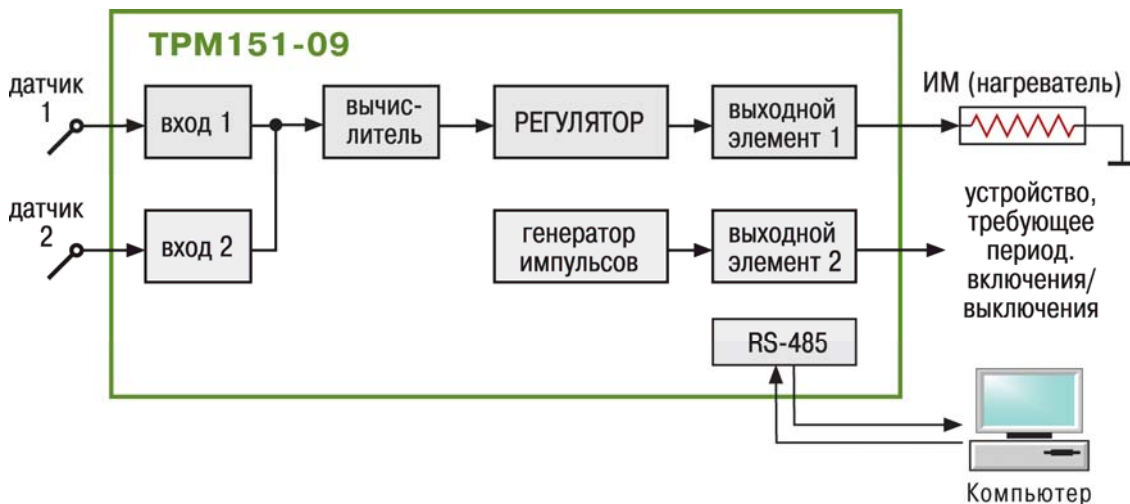 ТРМ151-09
датчик
1
вход 1
вычис-
литель
РЕГУЛЯТОР
выходной
элемент 1
ИМ (нагреватель)
датчик
2
вход 2
генератор
импульсов
выходной
элемент 2
устройство,
требующее
период.
включения/
выключения
RS-485
Компьютер